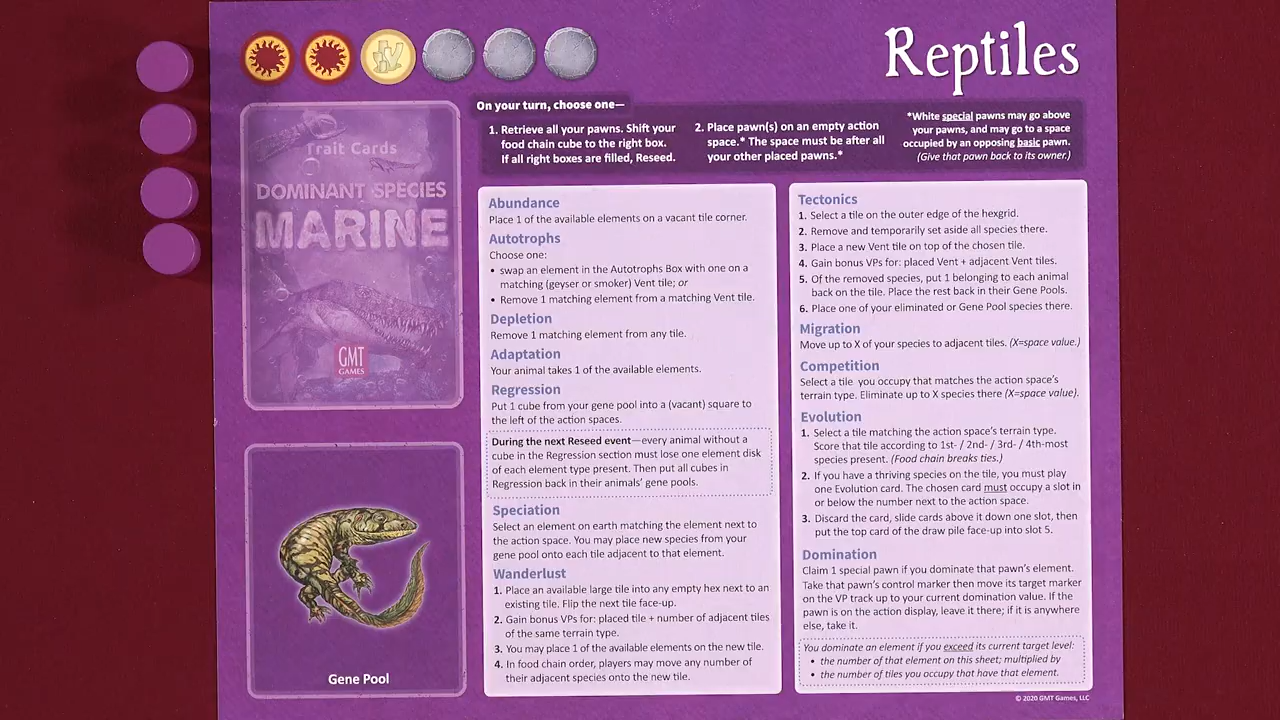 Reptiles
On your turn, choose one—
1. Retrieve all your pawns. Shift your
food chain cube to the right box.
If all right boxes are filled, Reseed.
2. Place pawn(s) on an empty action
space.* The space must be after all
your other placed pawns.*
*White special pawns may go above
your pawns, and may go to a space
occupied by an opposing basic pawn.
(Give that pawn back to its owner.)
Trait Cards
DOMINANT SPECIES
MARINE
GMT
GAMES
Gene Pool
Abundance
Place 1 of the available elements on a vacant tile corner.
Autotrophs
Choose one:
• swap an element in the Autotrophs Box with one on a
matching (geyser or smoker) Vent tile; or
• Remove 1 matching element from a matching Vent tile.
Depletion
Remove 1 matching element from any tile.
Adaptation
Your animal takes 1 of the available elements.
Regression
Put 1 cube from your gene pool into a (vacant) square to
the left of the action spaces.
During the next Reseed event—every animal without a
cube in the Regression section must lose one element disk
of each element type present. Then put all cubes in
Regression back in their animals' gene pools.
Speciation
Select an element on earth matching the element next to
the action space. You may place new species from your
gene pool onto each tile adjacent to that element.
Wanderlust
1. Place an available large tile into any empty hex next to an
existing tile. Flip the next tile face-up.
2. Gain bonus VPs for: placed tile + number of adjacent tiles
of the same terrain type.
3. You may place 1 of the available elements on the new tile.
4. In food chain order, players may move any number of
their adjacent species onto the new tile.
Tectonics
1. Select a tile on the outer edge of the hexgrid.
2. Remove and temporarily set aside all species there.
3. Place a new Vent tile on top of the chosen tile.
4. Gain bonus VPs for: placed Vent + adjacent Vent tiles.
5. Of the removed species, put 1 belonging to each animal
back on the tile. Place the rest back in their Gene Pools.
6. Place one of your eliminated or Gene Pool species there.
Migration
Move up to X of your species to adjacent tiles. (X=space value.)
Competition
Select a tile you occupy that matches the action space's
terrain type. Eliminate up to X species there (X=space value).
Evolution
1. Select a tile matching the action space's terrain type.
Score that tile according to 1st- / 2nd- / 3rd- / 4th-most
species present. (Food chain breaks ties.)
2. If you have a thriving species on the tile, you must play
one Evolution card. The chosen card must occupy a slot in
or below the number next to the action space.
3. Discard the card, slide cards above it down one slot, then
put the top card of the draw pile face-up into slot 5.
Domination
Claim 1 special pawn if you dominate that pawn's element.
Take that pawn's control marker then move its target marker
on the VP track up to your current domination value. If the
pawn is on the action display, leave it there; if it is anywhere
else, take it.
You dominate an element if you exceed its current target level:
• the number of that element on this sheet; multiplied by
• the number of tiles you occupy that have that element.
© 2020 GMT Games, LLC